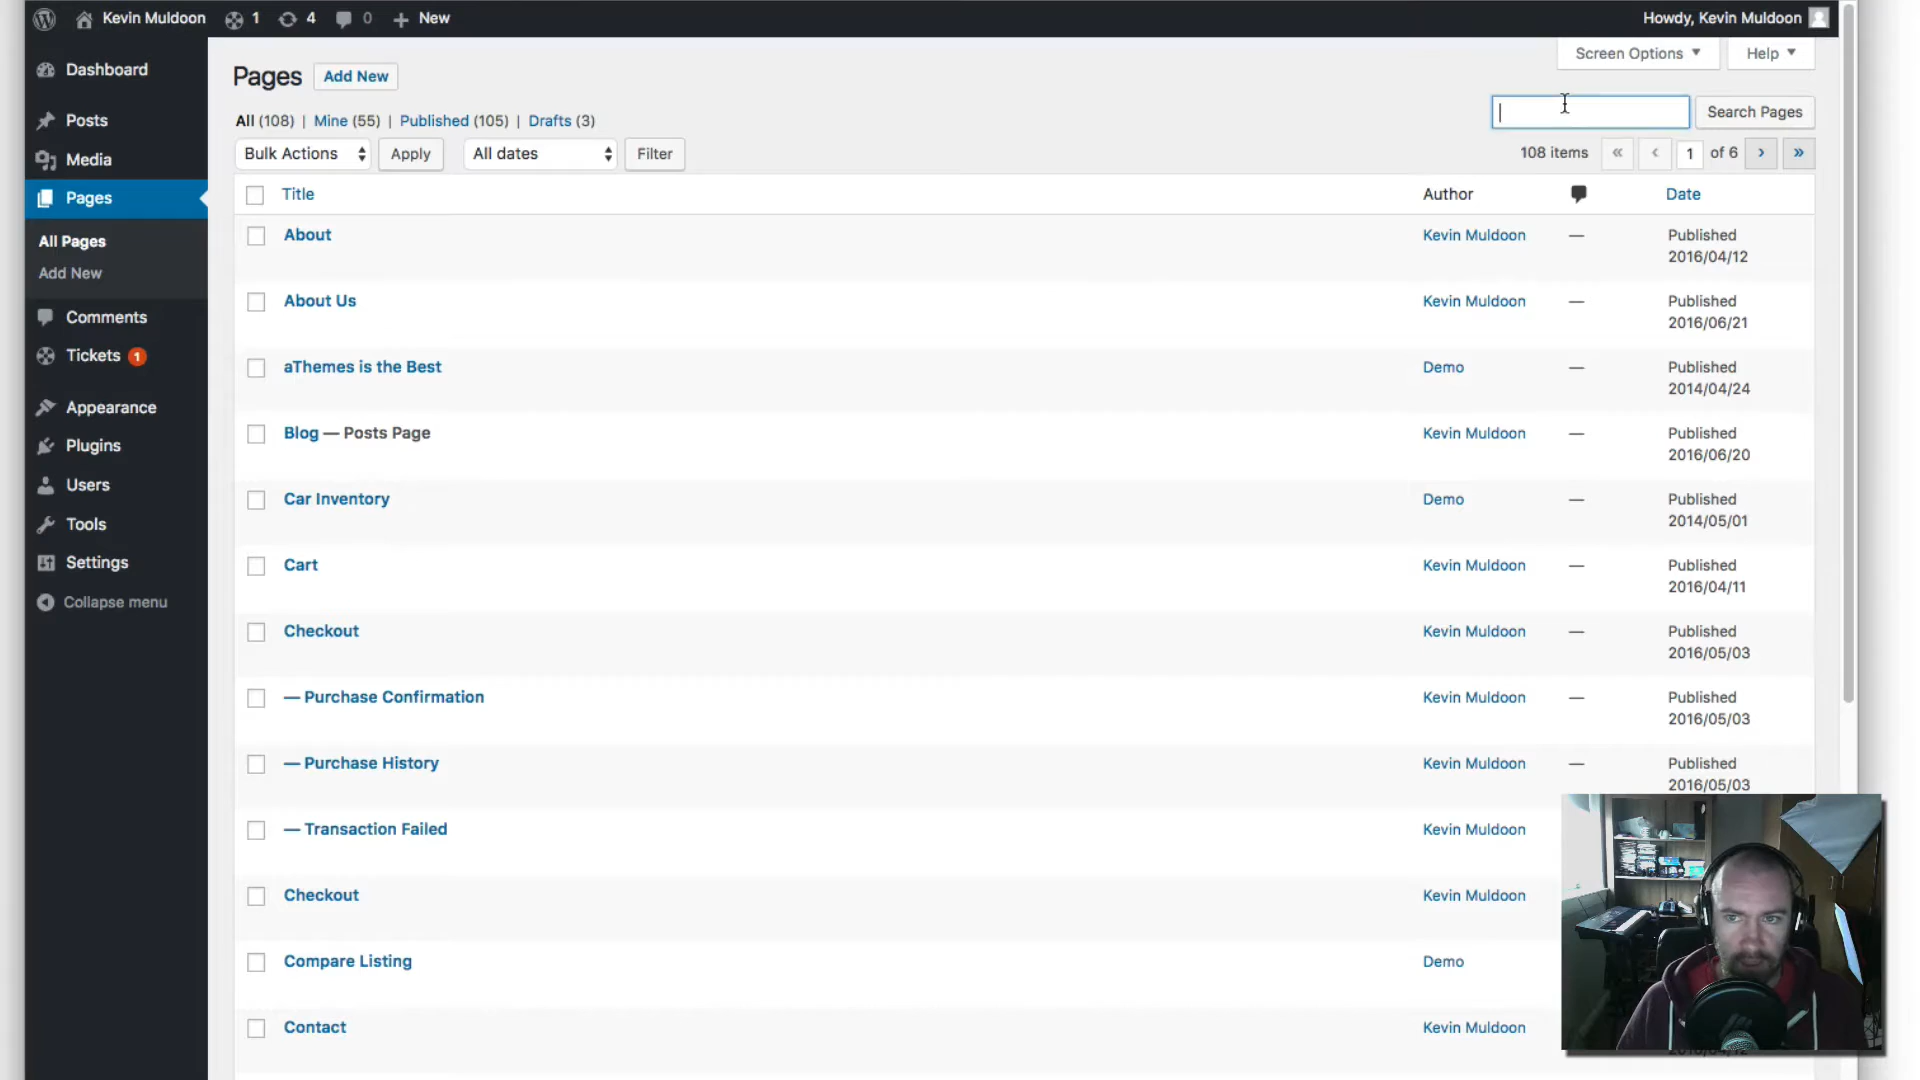 Kevin Muldoon 1 4 0 + New Howdy, Kevin Muldoon
Screen Options Help
Dashboard
Posts
Media
Pages
All Pages
Add New
Comments
Tickets 1
Appearance
Plugins
Users
Tools
Settings
Collapse menu
Pages Add New
All (108) | Mine (55) | Published (105) | Drafts (3)
Search Pages
Bulk Actions Apply All dates Filter
108 items « ‹ 1 of 6 › »
Title Author Date
About Kevin Muldoon — Published
2016/04/12
About Us Kevin Muldoon — Published
2016/06/21
aThemes is the Best Demo — Published
2014/04/24
Blog — Posts Page Kevin Muldoon — Published
2016/06/20
Car Inventory Demo — Published
2014/05/01
Cart Kevin Muldoon — Published
2016/04/11
Checkout Kevin Muldoon — Published
2016/05/03
— Purchase Confirmation Kevin Muldoon — Published
2016/05/03
— Purchase History Kevin Muldoon — Published
2016/05/03
— Transaction Failed Kevin Muldoon
Checkout Kevin Muldoon
Compare Listing Demo
Contact Kevin Muldoon